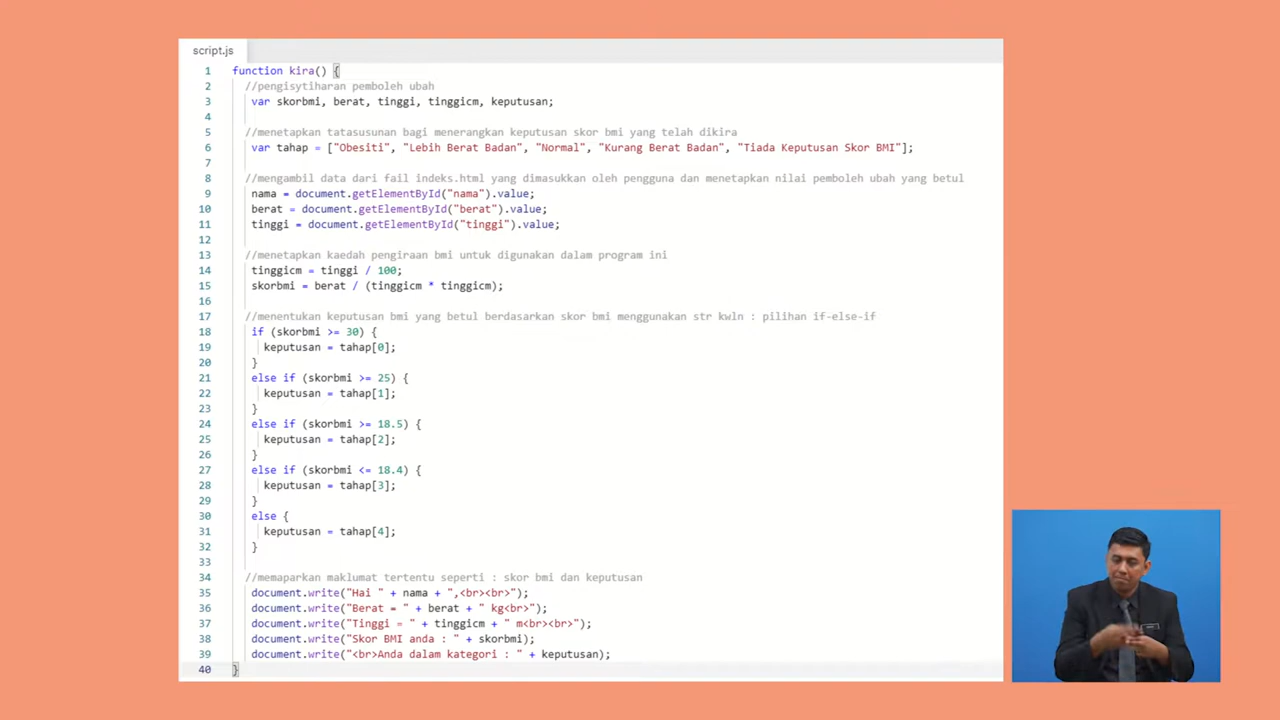 script.js
1 function kira() {
2 //pengisytiharan pemboleh ubah
3 var skorbmi, berat, tinggi, tinggicm, keputusan;
4
5 //menetapkan tatasusunan bagi menerangkan keputusan skor bmi yang telah dikira
6 var tahap = ["Obesiti", "Lebih Berat Badan", "Normal", "Kurang Berat Badan", "Tiada Keputusan Skor BMI"];
7
8 //mengambil data dari fail indeks.html yang dimasukkan oleh pengguna dan menetapkan nilai pemboleh ubah yang betul
9 nama = document.getElementById("nama").value;
10 berat = document.getElementById("berat").value;
11 tinggi = document.getElementById("tinggi").value;
12
13 //menetapkan kaedah pengiraan bmi untuk digunakan dalam program ini
14 tinggicm = tinggi / 100;
15 skorbmi = berat / (tinggicm * tinggicm);
16
17 //menentukan keputusan bmi yang betul berdasarkan skor bmi menggunakan str kwln : pilihan if-else-if
18 if (skorbmi >= 30) {
19 keputusan = tahap[0];
20 }
21 else if (skorbmi >= 25) {
22 keputusan = tahap[1];
23 }
24 else if (skorbmi >= 18.5) {
25 keputusan = tahap[2];
26 }
27 else if (skorbmi <= 18.4) {
28 keputusan = tahap[3];
29 }
30 else {
31 keputusan = tahap[4];
32 }
33
34 //memaparkan maklumat tertentu seperti : skor bmi dan keputusan
35 document.write("Hai " + nama + ",<br><br>");
36 document.write("Berat = " + berat + " kg<br>");
37 document.write("Tinggi = " + tinggicm + " m<br><br>");
38 document.write("Skor BMI anda : " + skorbmi);
39 document.write("<br>Anda dalam kategori : " + keputusan);
40 }